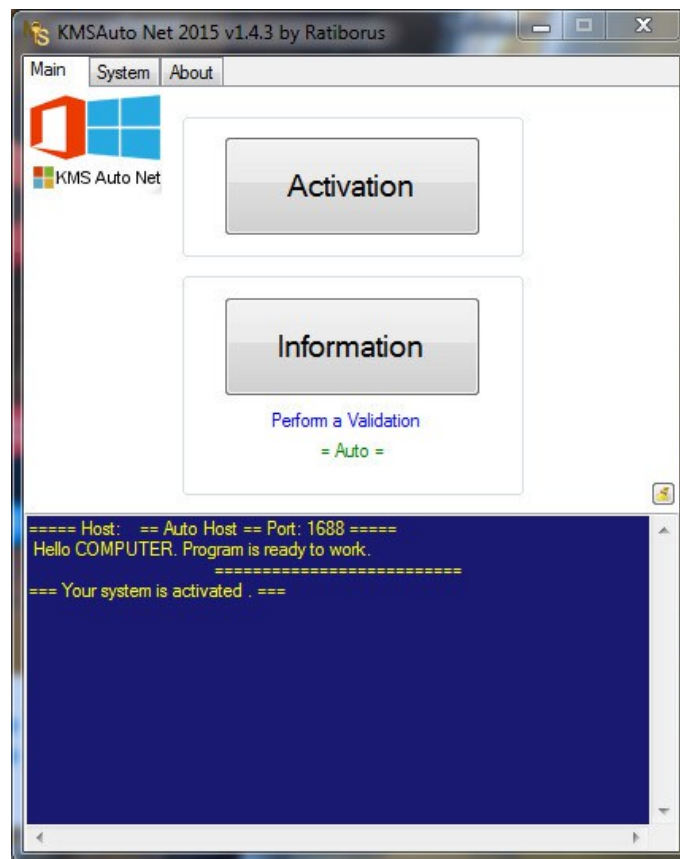 KMSAuto Net 2015 v1.4.3 by Ratiborus
Main System About
KMS Auto Net
Activation
Information
Perform a Validation
= Auto =
===== Host: == Auto Host == Port: 1688 =====
Hello COMPUTER. Program is ready to work.
==========================
=== Your system is activated . ===